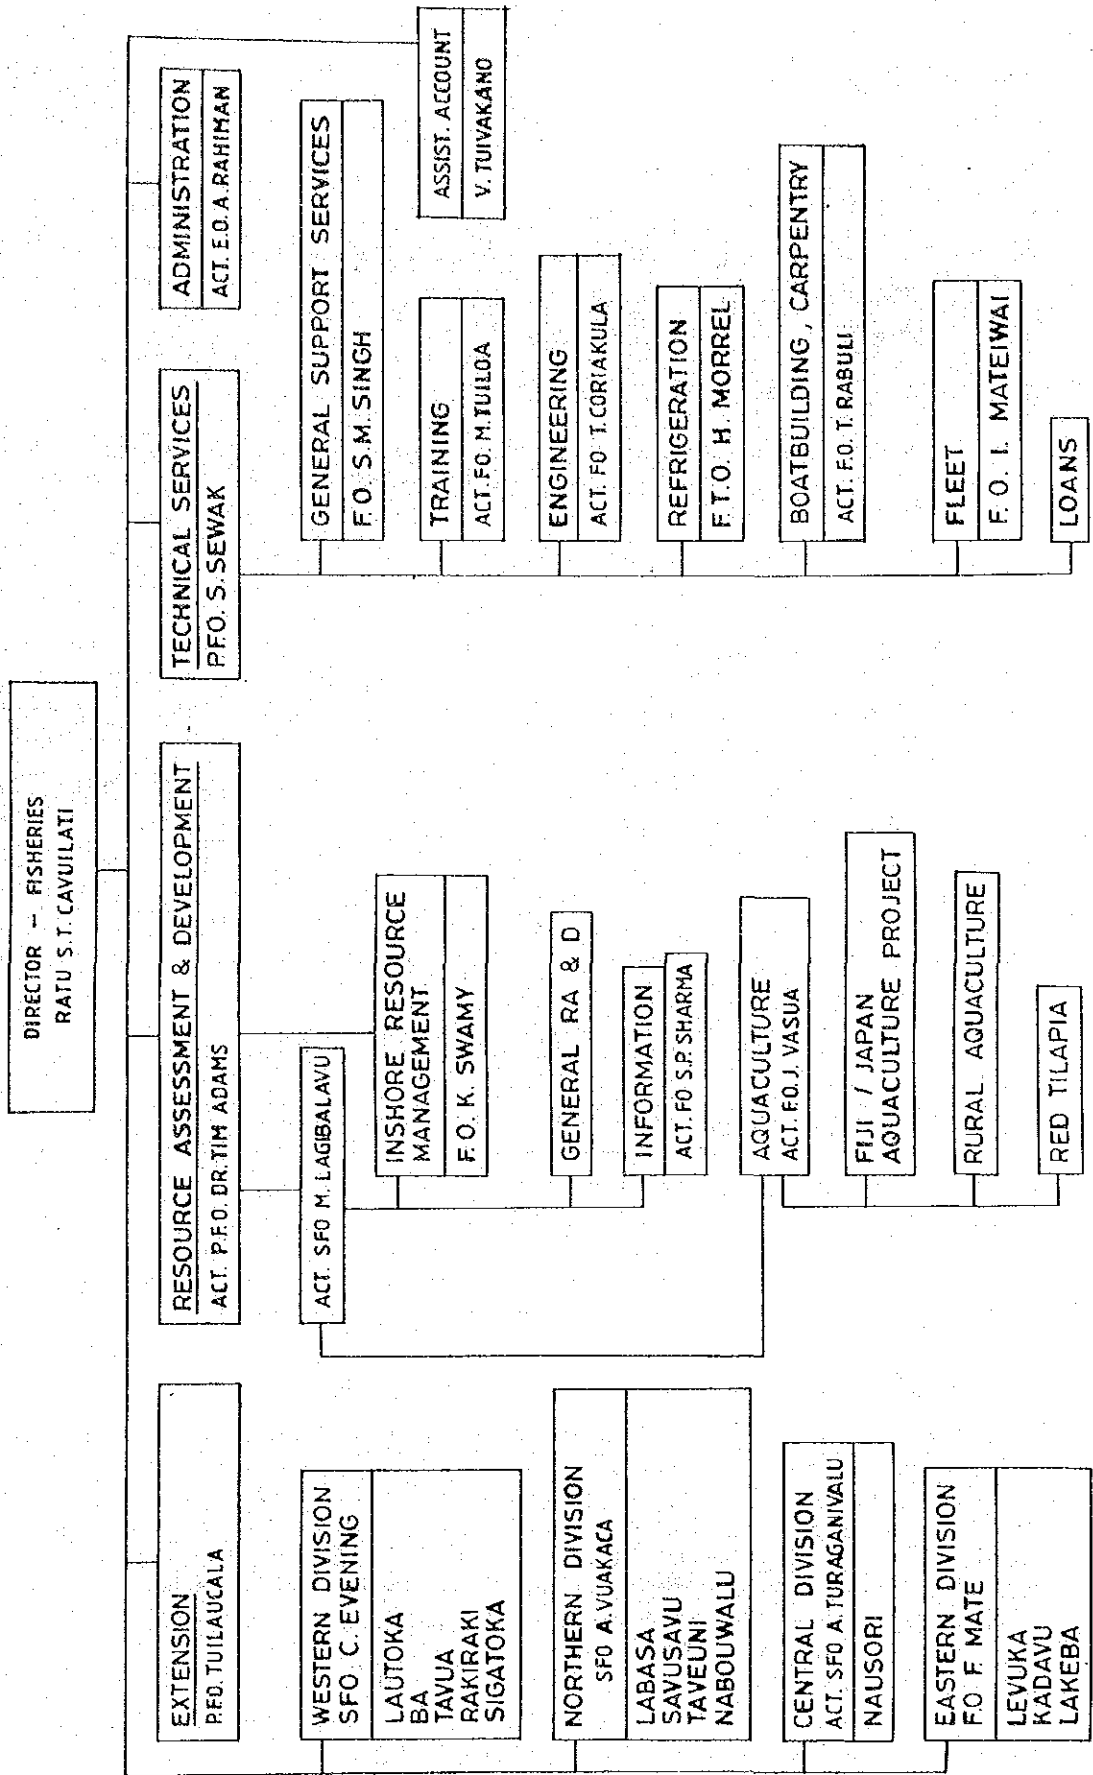 DIRECTOR – FISHERIES
RATU S.T. CAVUILATI
EXTENSION
P.F.O. TUILAUCALA
WESTERN DIVISION
SFO. C. EVENING
LAUTOKA
BA
TAVUA
RAKIRAKI
SIGATOKA
NORTHERN DIVISION
SFO A. VUAKACA
LABASA
SAVUSAVU
TAVEUNI
NABOUWALU
CENTRAL DIVISION
ACT. SFO A. TURAGANIVALU
NAUSORI
EASTERN DIVISION
F.O. F. MATE
LEVUKA
KADAVU
LAKEBA
RESOURCE ASSESSMENT & DEVELOPMENT
ACT. P.F.O. DR. TIM ADAMS
ACT. SFO M. LAGIBALAVU
INSHORE RESOURCE
MANAGEMENT
F.O. K. SWAMY
GENERAL RA & D
INFORMATION
ACT. FO S.P. SHARMA
AQUACULTURE
ACT. F.O. J. VASUA
FIJI / JAPAN
AQUACULTURE PROJECT
RURAL AQUACULTURE
RED TILAPIA
TECHNICAL SERVICES
P.F.O. S. SEWAK
GENERAL SUPPORT SERVICES
F.O. S.M. SINGH
TRAINING
ACT. FO. M. TUILOA
ENGINEERING
ACT. FO T. CORIAKULA
REFRIGERATION
F.T.O. H. MORREL
BOATBUILDING, CARPENTRY
ACT. F.O. T. RABULI
FLEET
F.O. I. MATEIWAI
LOANS
ADMINISTRATION
ACT. E.O. A. RAHIMAN
ASSIST. ACCOUNT
V. TUIVAKANO